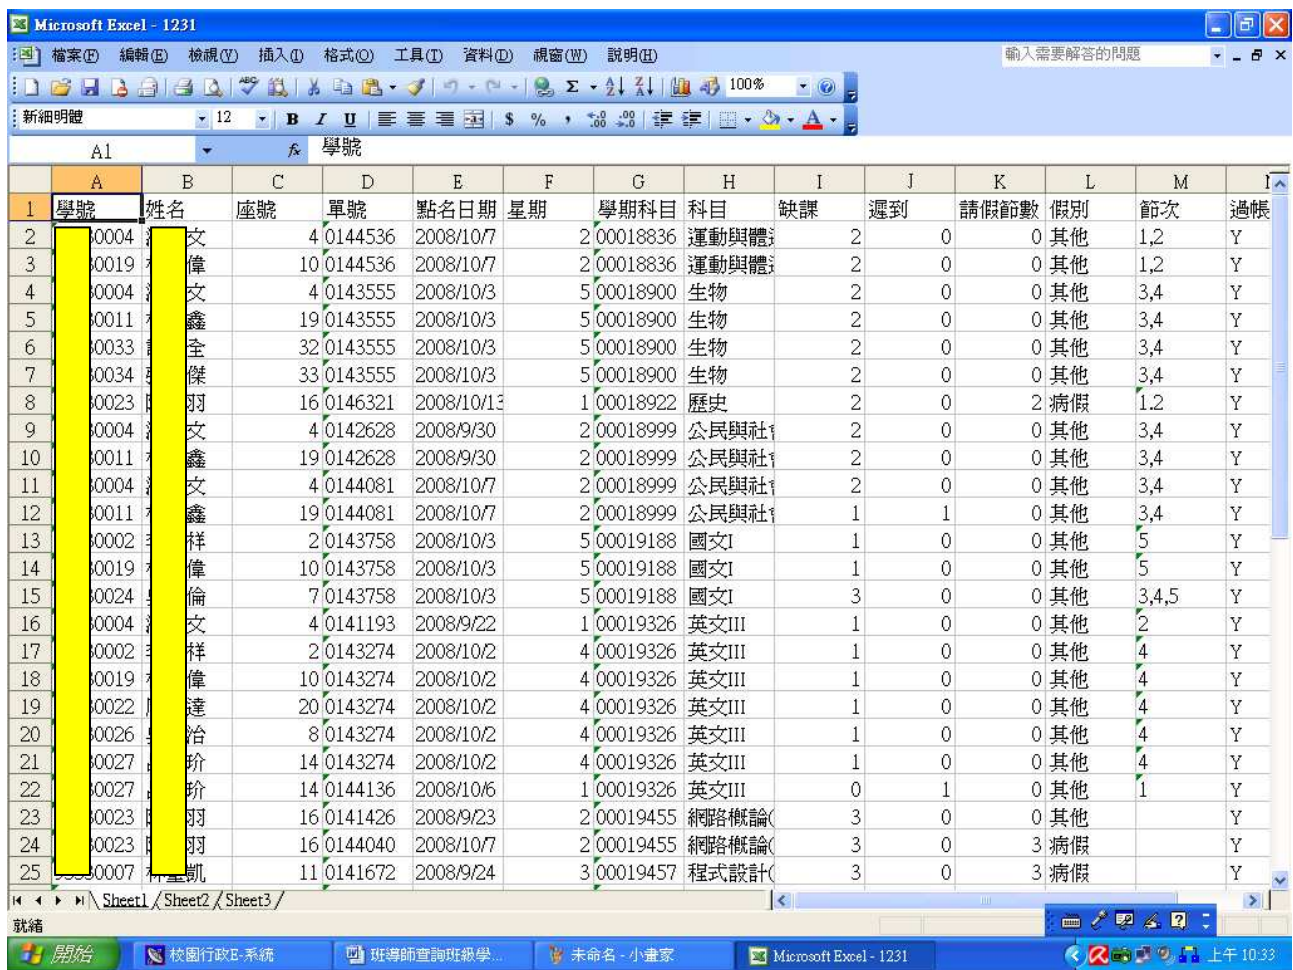 Microsoft Excel - 1231
檔案(F) 編輯(E) 檢視(V) 插入(I) 格式(O) 工具(T) 資料(D) 視窗(W) 說明(H) 輸入需要解答的問題
100%
新細明體 12 B I U $ % ,
A1 fx 學號
A B C D E F G H I J K L M
1 學號 姓名 座號 單號 點名日期 星期 學期科目 科目 缺課 遲到 請假節數 假別 節次 過帳
2 0004 文 4 0144536 2008/10/7 2 00018836 運動與體 2 0 0 其他 1,2 Y
3 0019 偉 10 0144536 2008/10/7 2 00018836 運動與體 2 0 0 其他 1,2 Y
4 0004 文 4 0143555 2008/10/3 5 00018900 生物 2 0 0 其他 3,4 Y
5 0011 鑫 19 0143555 2008/10/3 5 00018900 生物 2 0 0 其他 3,4 Y
6 0033 全 32 0143555 2008/10/3 5 00018900 生物 2 0 0 其他 3,4 Y
7 0034 傑 33 0143555 2008/10/3 5 00018900 生物 2 0 0 其他 3,4 Y
8 0023 羽 16 0146321 2008/10/13 1 00018922 歷史 2 0 2 病假 1.2 Y
9 0004 文 4 0142628 2008/9/30 2 00018999 公民與社 2 0 0 其他 3,4 Y
10 0011 鑫 19 0142628 2008/9/30 2 00018999 公民與社 2 0 0 其他 3,4 Y
11 0004 文 4 0144081 2008/10/7 2 00018999 公民與社 2 0 0 其他 3,4 Y
12 0011 鑫 19 0144081 2008/10/7 2 00018999 公民與社 1 1 0 其他 3,4 Y
13 0002 祥 2 0143758 2008/10/3 5 00019188 國文I 1 0 0 其他 5 Y
14 0019 偉 10 0143758 2008/10/3 5 00019188 國文I 1 0 0 其他 5 Y
15 0024 倫 7 0143758 2008/10/3 5 00019188 國文I 3 0 0 其他 3,4,5 Y
16 0004 文 4 0141193 2008/9/22 1 00019326 英文III 1 0 0 其他 2 Y
17 0002 祥 2 0143274 2008/10/2 4 00019326 英文III 1 0 0 其他 4 Y
18 0019 偉 10 0143274 2008/10/2 4 00019326 英文III 1 0 0 其他 4 Y
19 0022 達 20 0143274 2008/10/2 4 00019326 英文III 1 0 0 其他 4 Y
20 0026 治 8 0143274 2008/10/2 4 00019326 英文III 1 0 0 其他 4 Y
21 0027 玠 14 0143274 2008/10/2 4 00019326 英文III 1 0 0 其他 4 Y
22 0027 玠 14 0144136 2008/10/6 1 00019326 英文III 0 1 0 其他 1 Y
23 0023 羽 16 0141426 2008/9/23 2 00019455 網路概論( 3 0 0 其他 Y
24 0023 羽 16 0144040 2008/10/7 2 00019455 網路概論( 3 0 3 病假 Y
25 0007 凱 11 0141672 2008/9/24 3 00019457 程式設計( 3 0 3 病假 Y
Sheet1 Sheet2 Sheet3
就緒
開始 校園行政E-系統 班導師查詢班級學... 未命名 - 小畫家 Microsoft Excel - 1231 上午 10:33